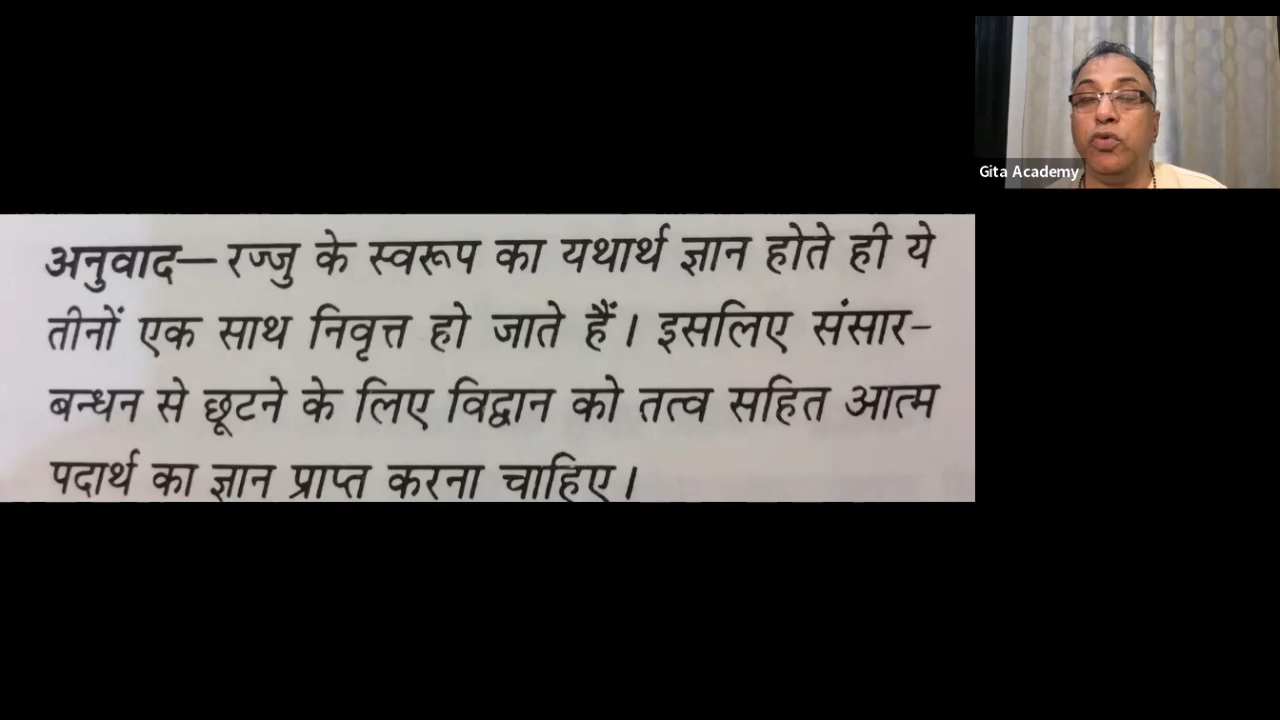 Gita Academy
अनुवाद— रज्जु के स्वरूप का यथार्थ ज्ञान होते ही ये
तीनों एक साथ निवृत्त हो जाते हैं। इसलिए संसार-
बन्धन से छूटने के लिए विद्वान को तत्व सहित आत्म
पदार्थ का ज्ञान प्राप्त करना चाहिए।